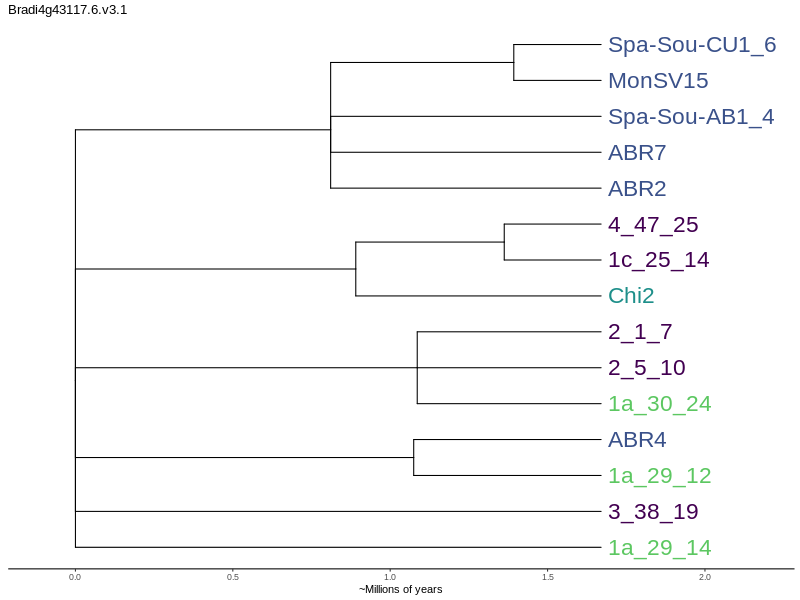 Bradi4g43117.6.v3.1
Spa-Sou-CU1_6
MonSV15
Spa-Sou-AB1_4
ABR7
ABR2
4_47_25
1c_25_14
Chi2
2_1_7
2_5_10
1a_30_24
ABR4
1a_29_12
3_38_19
1a_29_14
0.0 0.5 1.0 1.5 2.0
~Millions of years